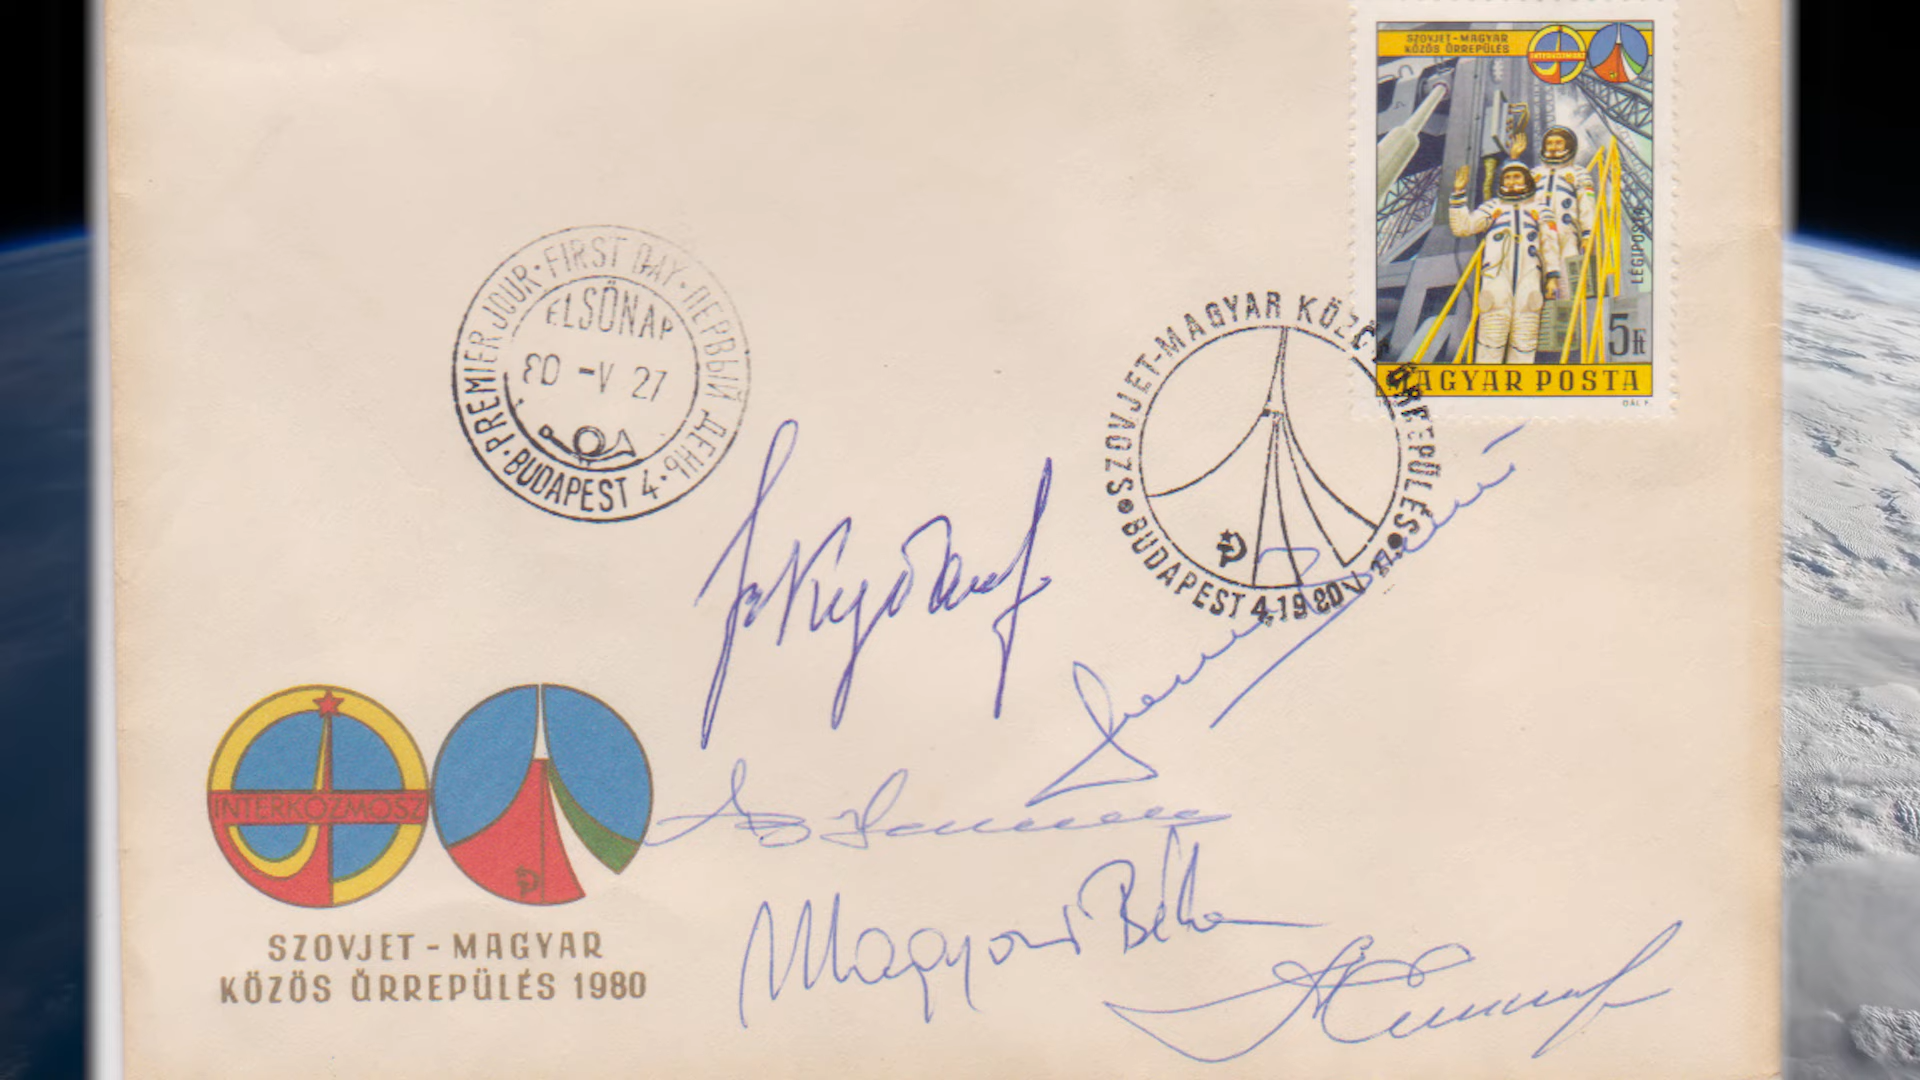 SZOVJET-MAGYAR
KÖZÖS ŰRREPÜLÉS
INTERKOZMOSZ
LÉGIPOSTA
5 Ft
MAGYAR POSTA
PREMIER JOUR · FIRST DAY · ПЕРВЫЙ ДЕНЬ ·
ELSŐNAP
80 -V 27
BUDAPEST 4.
SZOVJET-MAGYAR KÖZÖS ŰRREPÜLÉS
BUDAPEST 4. 1980 V 27.
Magyari Béla
INTERKOZMOSZ
SZOVJET - MAGYAR
KÖZÖS ŰRREPÜLÉS 1980